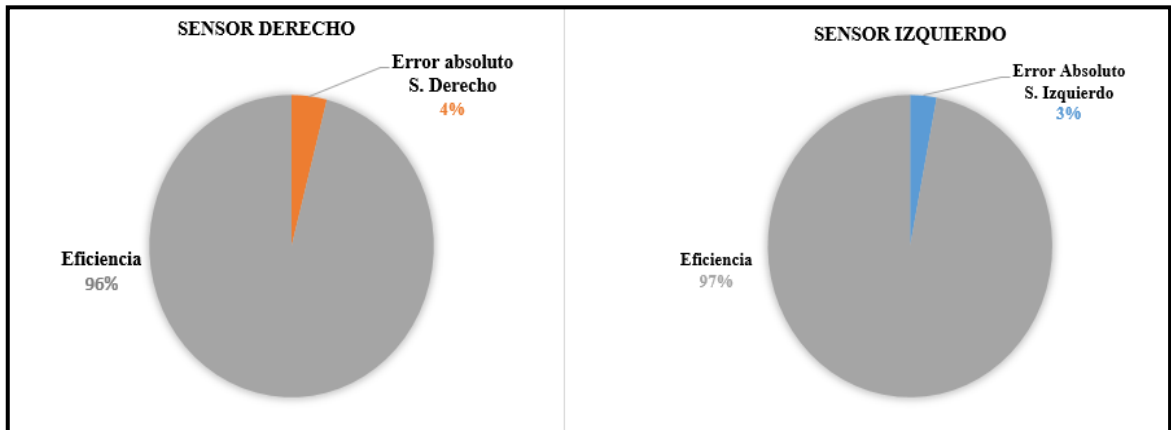 SENSOR DERECHO
Error absoluto
S. Derecho
4%
Eficiencia
96%
SENSOR IZQUIERDO
Error Absoluto
S. Izquierdo
3%
Eficiencia
97%